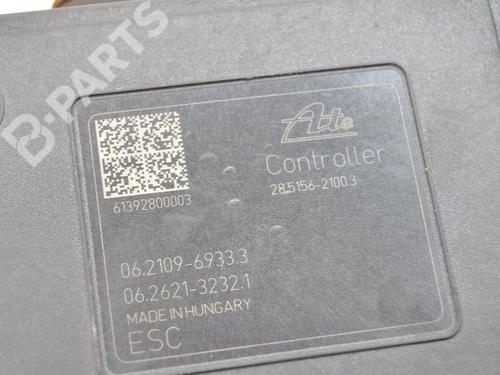 B-PARTS
Ate
Controller
28.5156-2100.3
61392800003
06.2109-6933.3
06.2621-3232.1
MADE IN HUNGARY
ESC